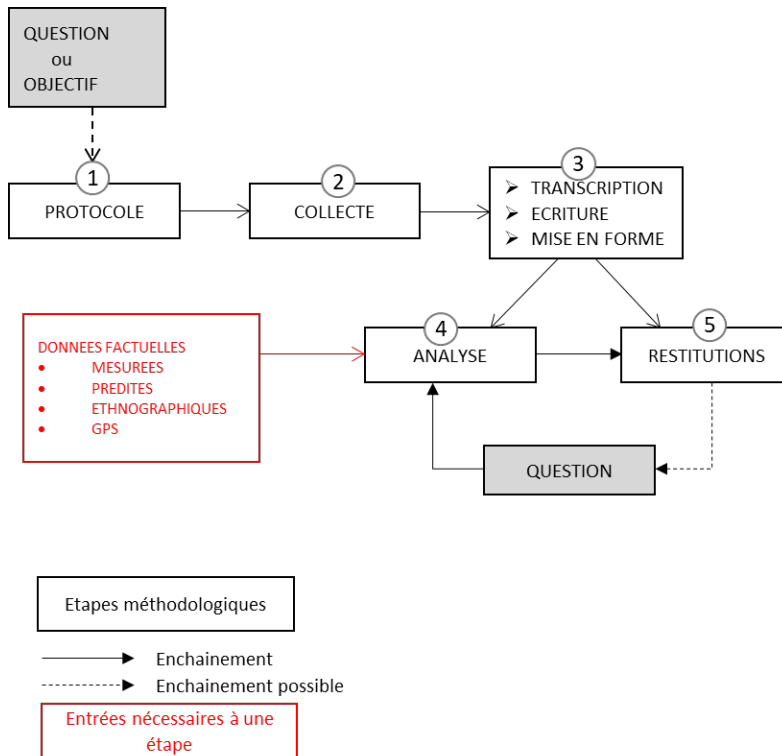 QUESTION
ou
OBJECTIF
1
PROTOCOLE
2
COLLECTE
3
➢ TRANSCRIPTION
➢ ECRITURE
➢ MISE EN FORME
DONNEES FACTUELLES
• MESUREES
• PREDITES
• ETHNOGRAPHIQUES
• GPS
4
ANALYSE
5
RESTITUTIONS
QUESTION
Etapes méthodologiques
Enchainement
Enchainement possible
Entrées nécessaires à une
étape